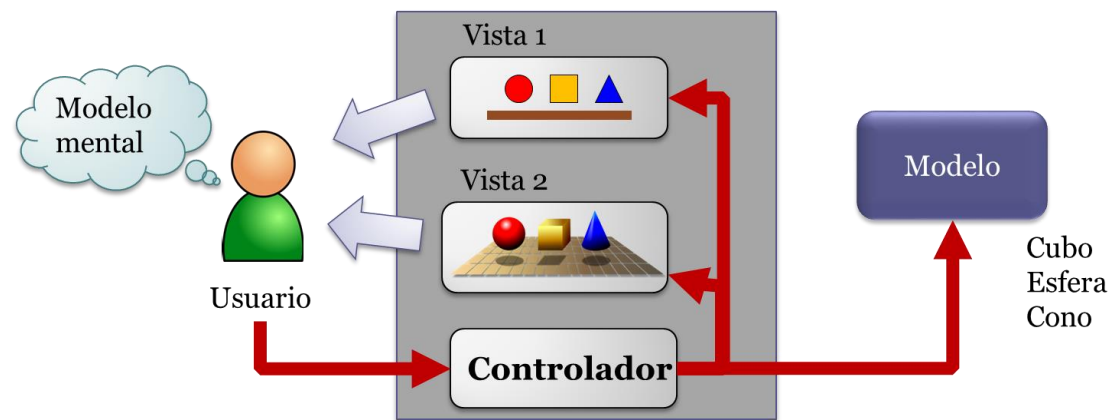 Vista 1
Modelo
mental
Modelo
Vista 2
Cubo
Esfera
Cono
Usuario
Controlador